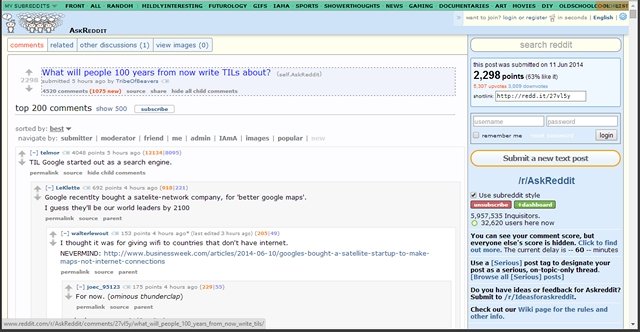 MY SUBREDDITS FRONT ALL RANDOM MILDLYINTERESTING FUNNY GIFS IAMA SPORTS SHOWERTHOUGHTS NEWS GAMING DOCUMENTARIES ART MOVIES DIY
AskReddit
want to join? login or register in seconds | English
comments related other discussions (1) view images (0)
search reddit
2298
What will people 100 years from now write TILs about? (self.AskReddit)
submitted 5 hours ago by TribeOfBeavers
4520 comments (1075 new) source share hide all child comments
this post was submitted on 11 Jun 2014
2,298 points (63% like it)
5,307 upvotes 3,009 downvotes
shortlink: http://redd.it/27vl5y
top 200 comments show 500 subscribe
username password
remember me login
sorted by: best
navigate by: submitter | moderator | friend | me | admin | IAmA | images | popular | new
Submit a new text post
[–] telmor 4048 points 5 hours ago (12134|8095)
TIL Google started out as a search engine.
permalink source hide child comments
/r/AskReddit
Use subreddit style
unsubscribe +dashboard
5,957,535 Inquisitors.
32,620 users here now
[–] LeKlette 692 points 4 hours ago (938|221)
Google recently bought a satelite-network company, for 'better google maps'.
I guess they'll be our world leaders by 2100
permalink source parent
You can see your comment score, but
everyone else's score is hidden. Click to
find out more. The current delay is -- 60 -- minutes
[–] walterlewout 152 points 4 hours ago* (last edited 3 hours ago) (205|49)
I thought it was for giving wifi to countries that don't have internet.
NEVERMIND: http://www.businessweek.com/articles/2014-06-10/googles-bought-a-satellite-startup-to-make-
maps-not-internet-connections
permalink source parent
Use a [Serious] post tag to designate your
post as a serious, on-topic-only thread.
[Browse all [Serious] posts]
[–] joec_95123 175 points 4 hours ago (229|53)
For now. (ominous thunderclap)
permalink source parent
Do you have ideas or feedback for Askreddit?
Submit to /r/Ideasforaskreddit.
Check out our Wiki page for the rules and
other info.
www.reddit.com/r/AskReddit/comments/27vl5y/what_will_people_100_years_from_now_write_tils/